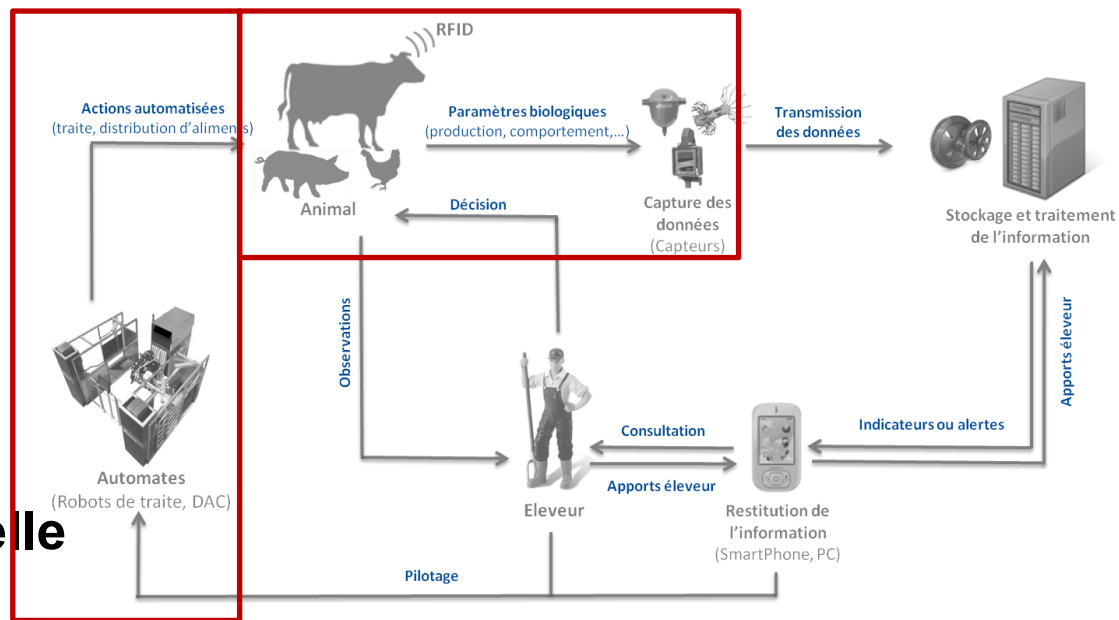 RFID
Actions automatisées
(traite, distribution d'aliments)
Paramètres biologiques
(production, comportement,...)
Transmission
des données
Animal
Décision
Capture des
données
(Capteurs)
Stockage et traitement
de l'information
Observations
Apports éleveur
Consultation
Indicateurs ou alertes
Apports éleveur
Automates
(Robots de traite, DAC)
Eleveur
Restitution de
l'information
(SmartPhone, PC)
elle
Pilotage